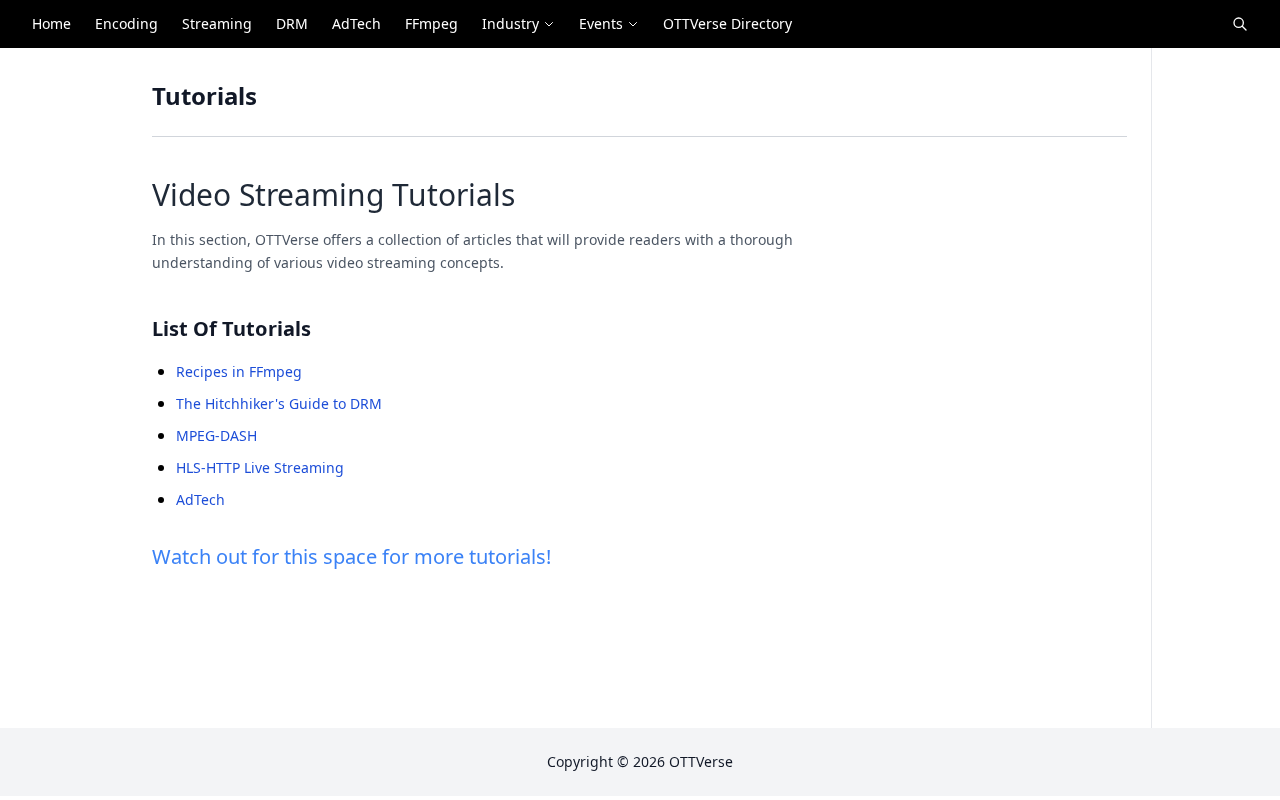 Home Encoding Streaming DRM AdTech FFmpeg Industry Events OTTVerse Directory
Tutorials
Video Streaming Tutorials
In this section, OTTVerse offers a collection of articles that will provide readers with a thorough
understanding of various video streaming concepts.
List Of Tutorials
Recipes in FFmpeg
The Hitchhiker's Guide to DRM
MPEG-DASH
HLS-HTTP Live Streaming
AdTech
Watch out for this space for more tutorials!
Copyright © 2026 OTTVerse